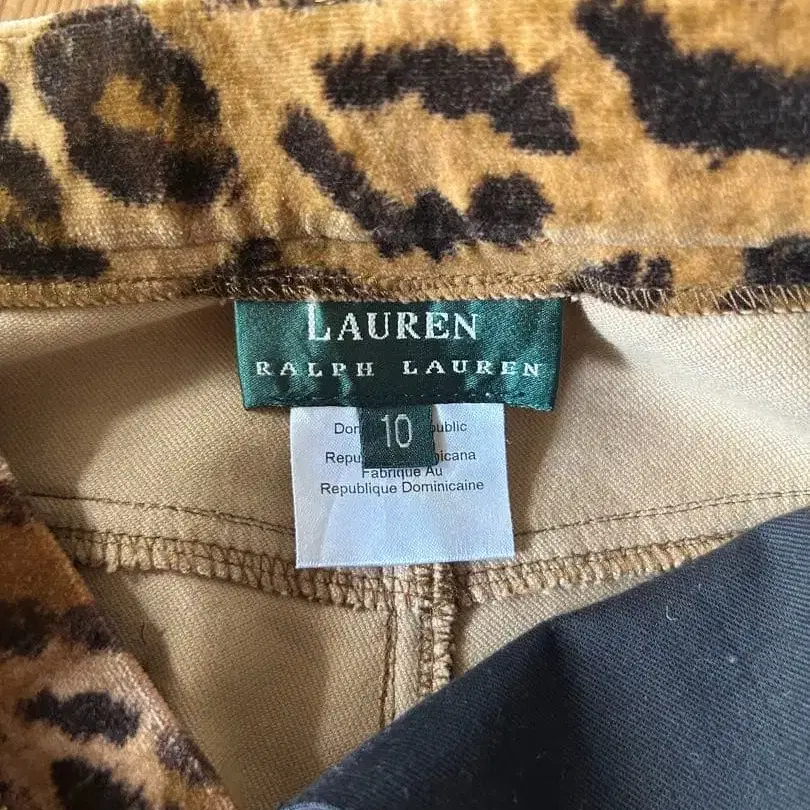 LAUREN
RALPH LAUREN
10
Fabrique Au
Republique Dominicaine